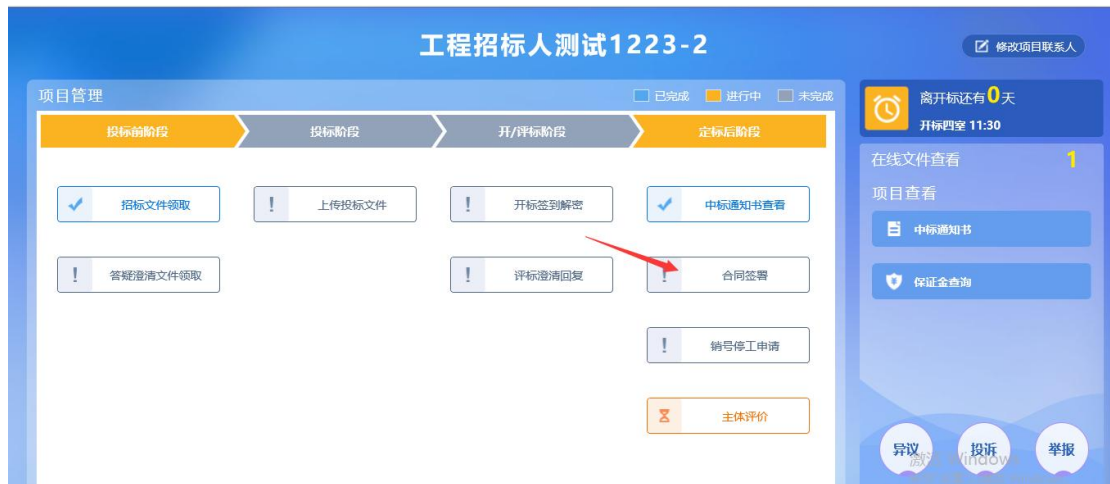 工程招标人测试1223-2
修改项目联系人
项目管理
已完成 进行中 未完成
投标前阶段 投标阶段 开/评标阶段 定标后阶段
招标文件领取 上传投标文件 开标签到解密 中标通知书查看
答疑澄清文件领取 评标澄清回复 合同签署
销号停工申请
主体评价
离开标还有0天
开标四室 11:30
在线文件查看 1
项目查看
中标通知书
保证金查询
异议 投诉 举报
激活 Windows